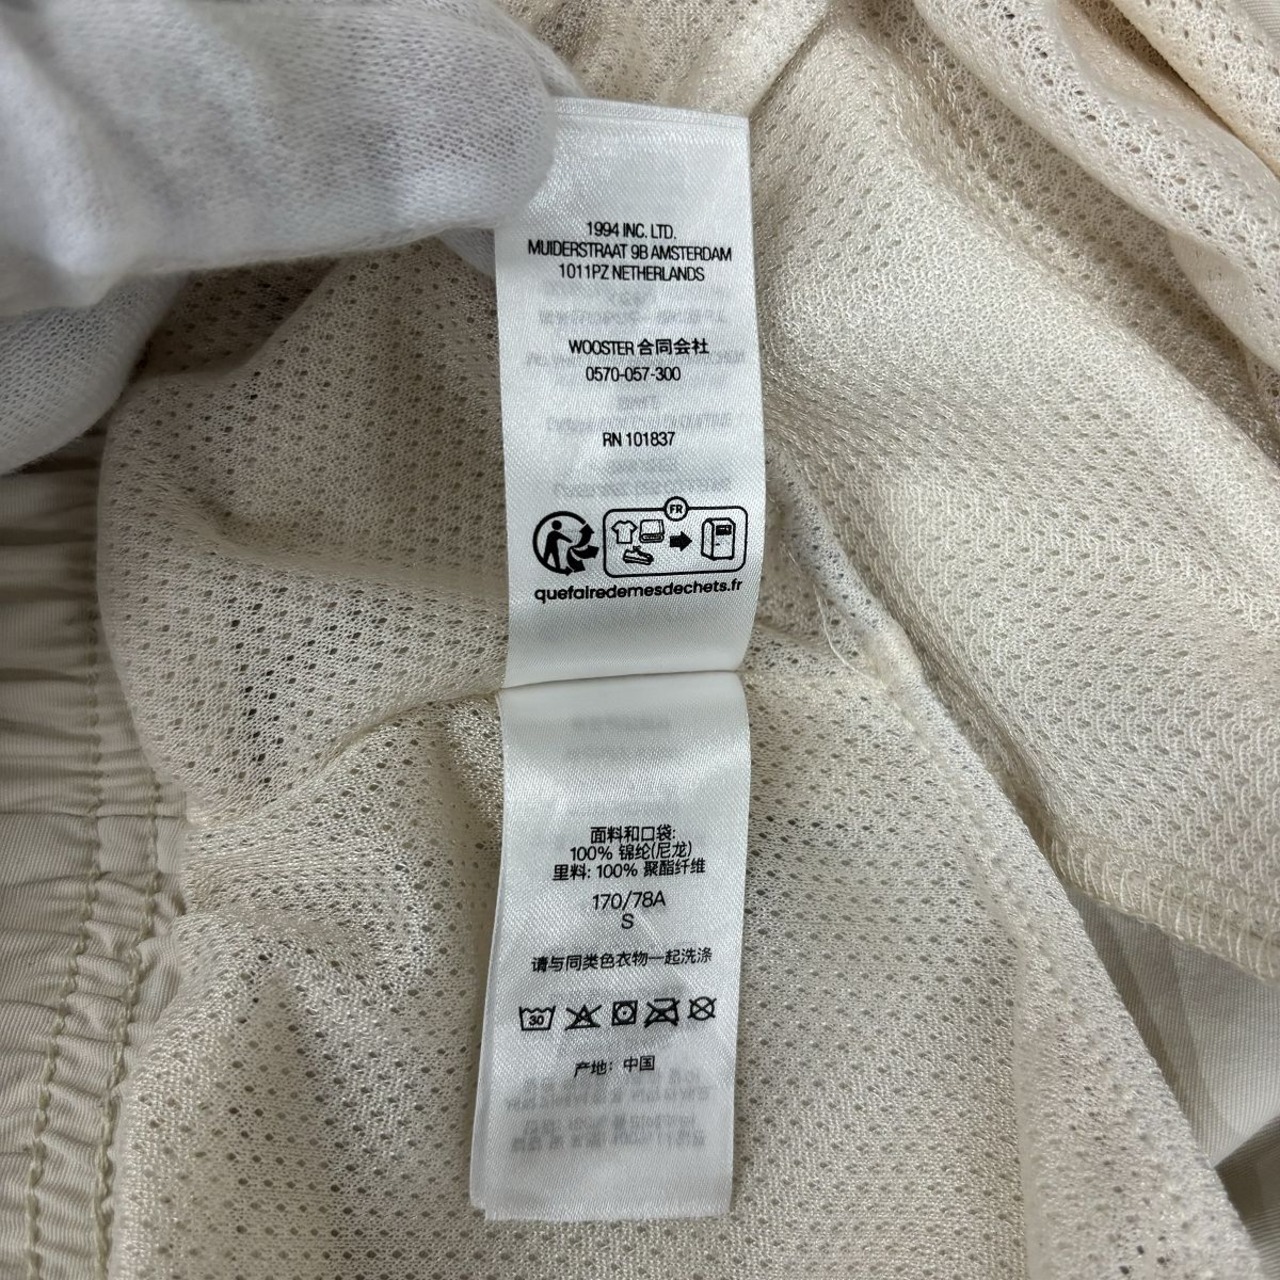 1994 INC. LTD.
MUIDERSTRAAT 9B AMSTERDAM
1011PZ NETHERLANDS
WOOSTER 合同会社
0570-057-300
RN 101837
FR
quefairedemesdechets.fr
面料和口袋:
100% 锦纶(尼龙)
里料: 100% 聚酯纤维
170/78A
S
请与同类色衣物一起洗涤
30
产地: 中国